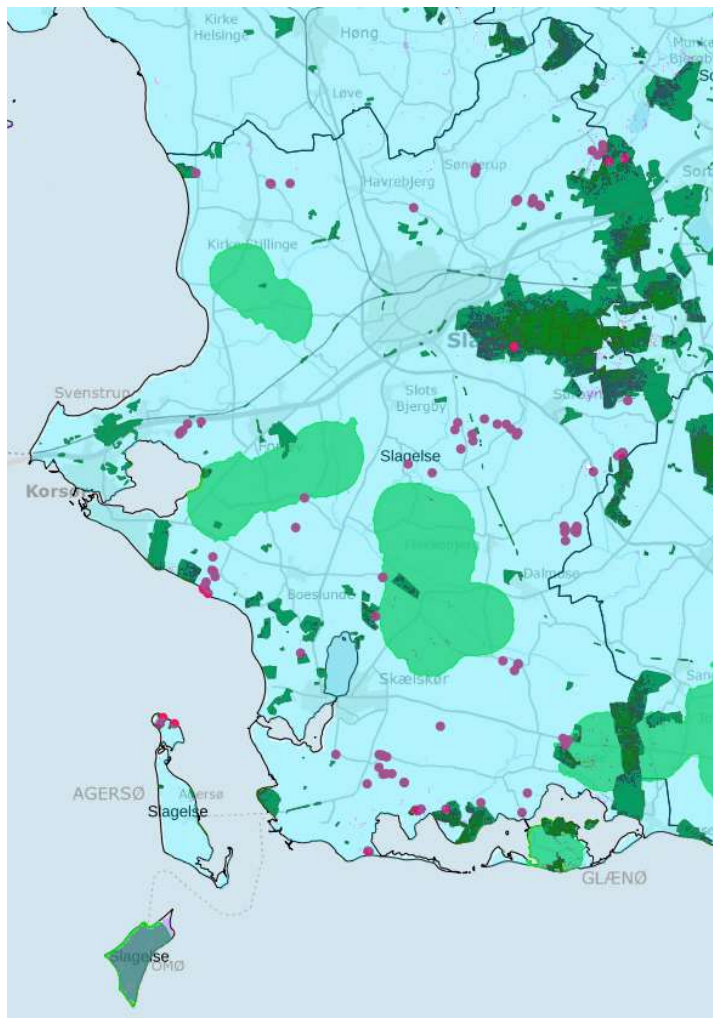 Kirke
Helsinge
Høng
Munke
Bjergby
Løve
Sønderup
Havrebjerg
Kirke Stillinge
Sla
Svenstrup
Slots
Bjergby
Slagelse
Korsør
Dalmose
Boeslunde
Skælskør
AGERSØ
Agersø
Slagelse
GLÆNØ
Slagelse
OMØ